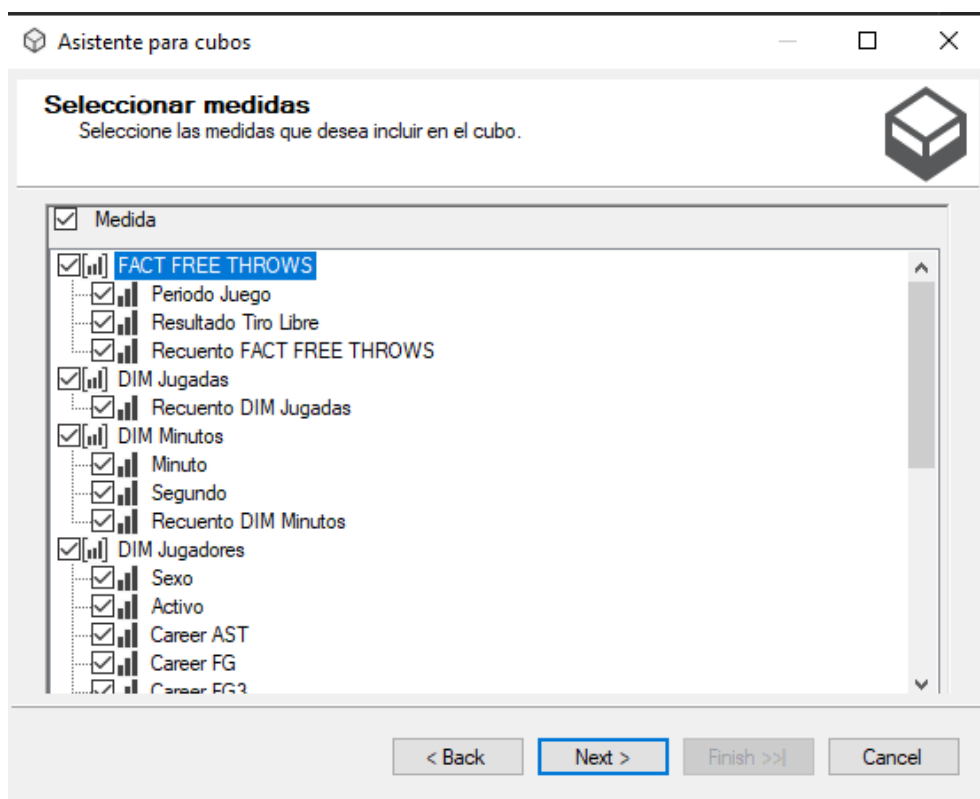 Asistente para cubos
Seleccionar medidas
Seleccione las medidas que desea incluir en el cubo.
Medida
FACT FREE THROWS
Periodo Juego
Resultado Tiro Libre
Recuento FACT FREE THROWS
DIM Jugadas
Recuento DIM Jugadas
DIM Minutos
Minuto
Segundo
Recuento DIM Minutos
DIM Jugadores
Sexo
Activo
Career AST
Career FG
Career FG3
< Back
Next >
Finish >>|
Cancel